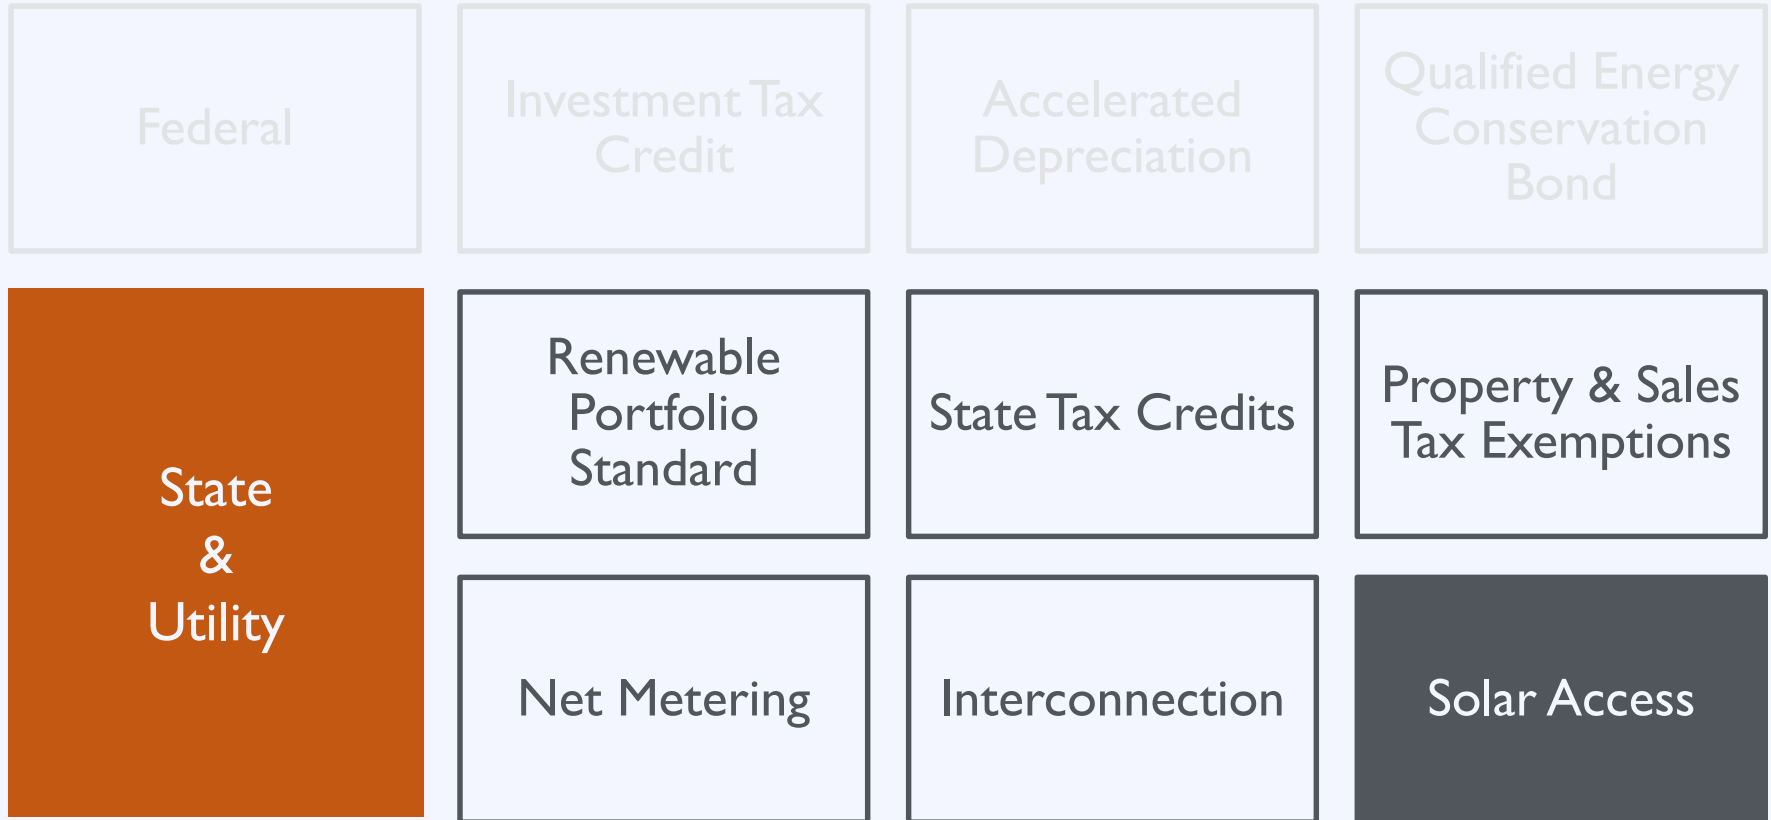 Federal
Investment Tax
Credit
Accelerated
Depreciation
Qualified Energy
Conservation
Bond
State
&
Utility
Renewable
Portfolio
Standard
State Tax Credits
Property & Sales
Tax Exemptions
Net Metering
Interconnection
Solar Access